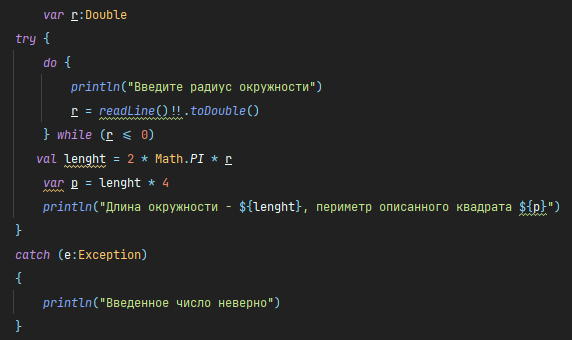 var r:Double
try {
do {
println("Введите радиус окружности")
r = readLine()!!.toDouble()
} while (r <= 0)
val lenght = 2 * Math.PI * r
var p = lenght * 4
println("Длина окружности - ${lenght}, периметр описанного квадрата ${p}")
}
catch (e:Exception)
{
println("Введенное число неверно")
}